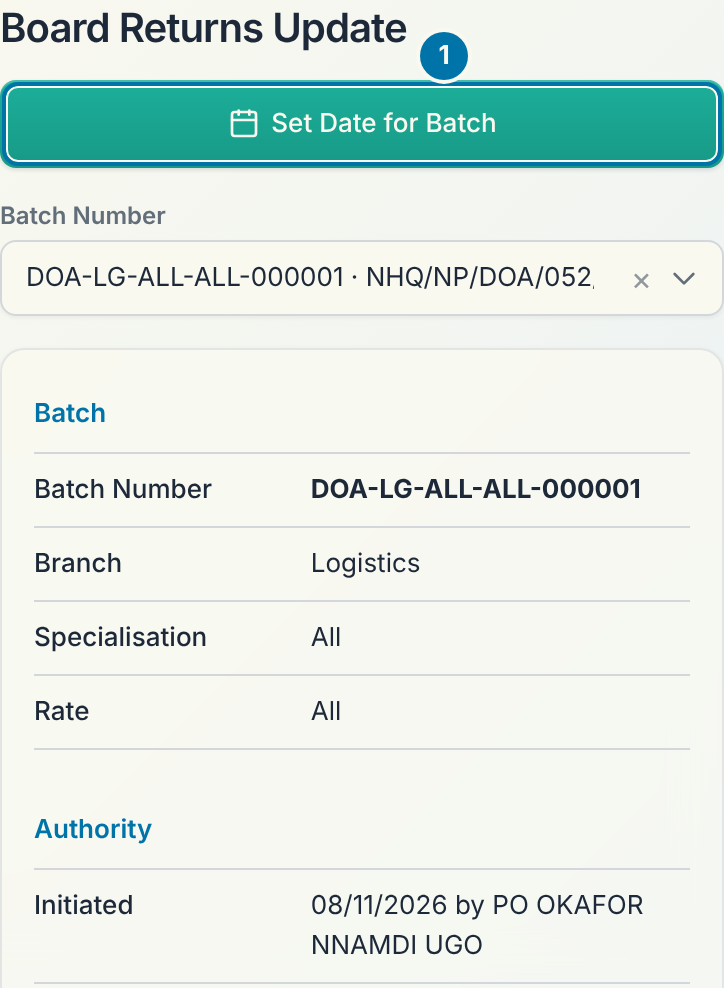 Board Returns Update
1
Set Date for Batch
Batch Number
DOA-LG-ALL-ALL-000001 · NHQ/NP/DOA/052
Batch
Batch Number DOA-LG-ALL-ALL-000001
Branch Logistics
Specialisation All
Rate All
Authority
Initiated 08/11/2026 by PO OKAFOR
NNAMDI UGO